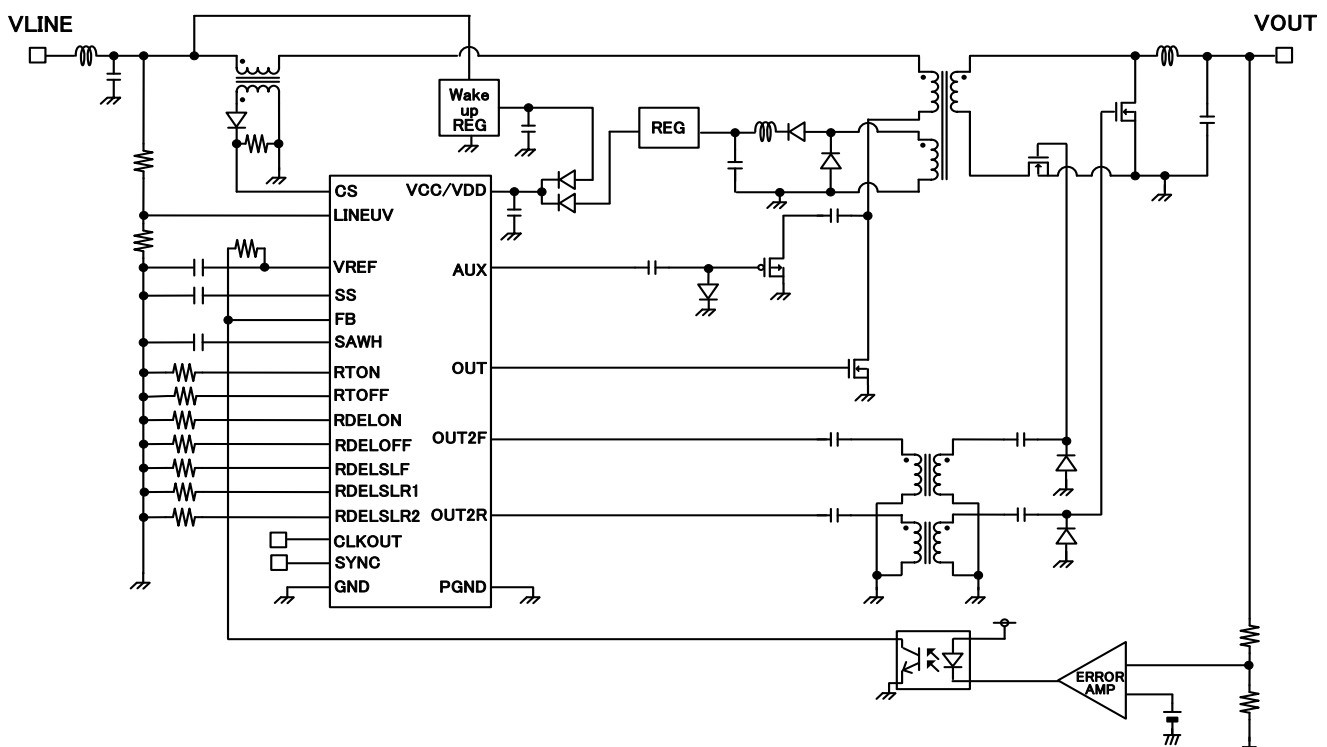 VLINE
VOUT
Wake
up
REG
REG
CS
VCC/VDD
LINEUV
VREF
AUX
SS
FB
SAWH
OUT
RTON
RTOFF
RDELON
OUT2F
RDELOFF
RDELSLF
RDELSLR1
RDELSLR2
OUT2R
CLKOUT
SYNC
GND
PGND
ERROR
AMP